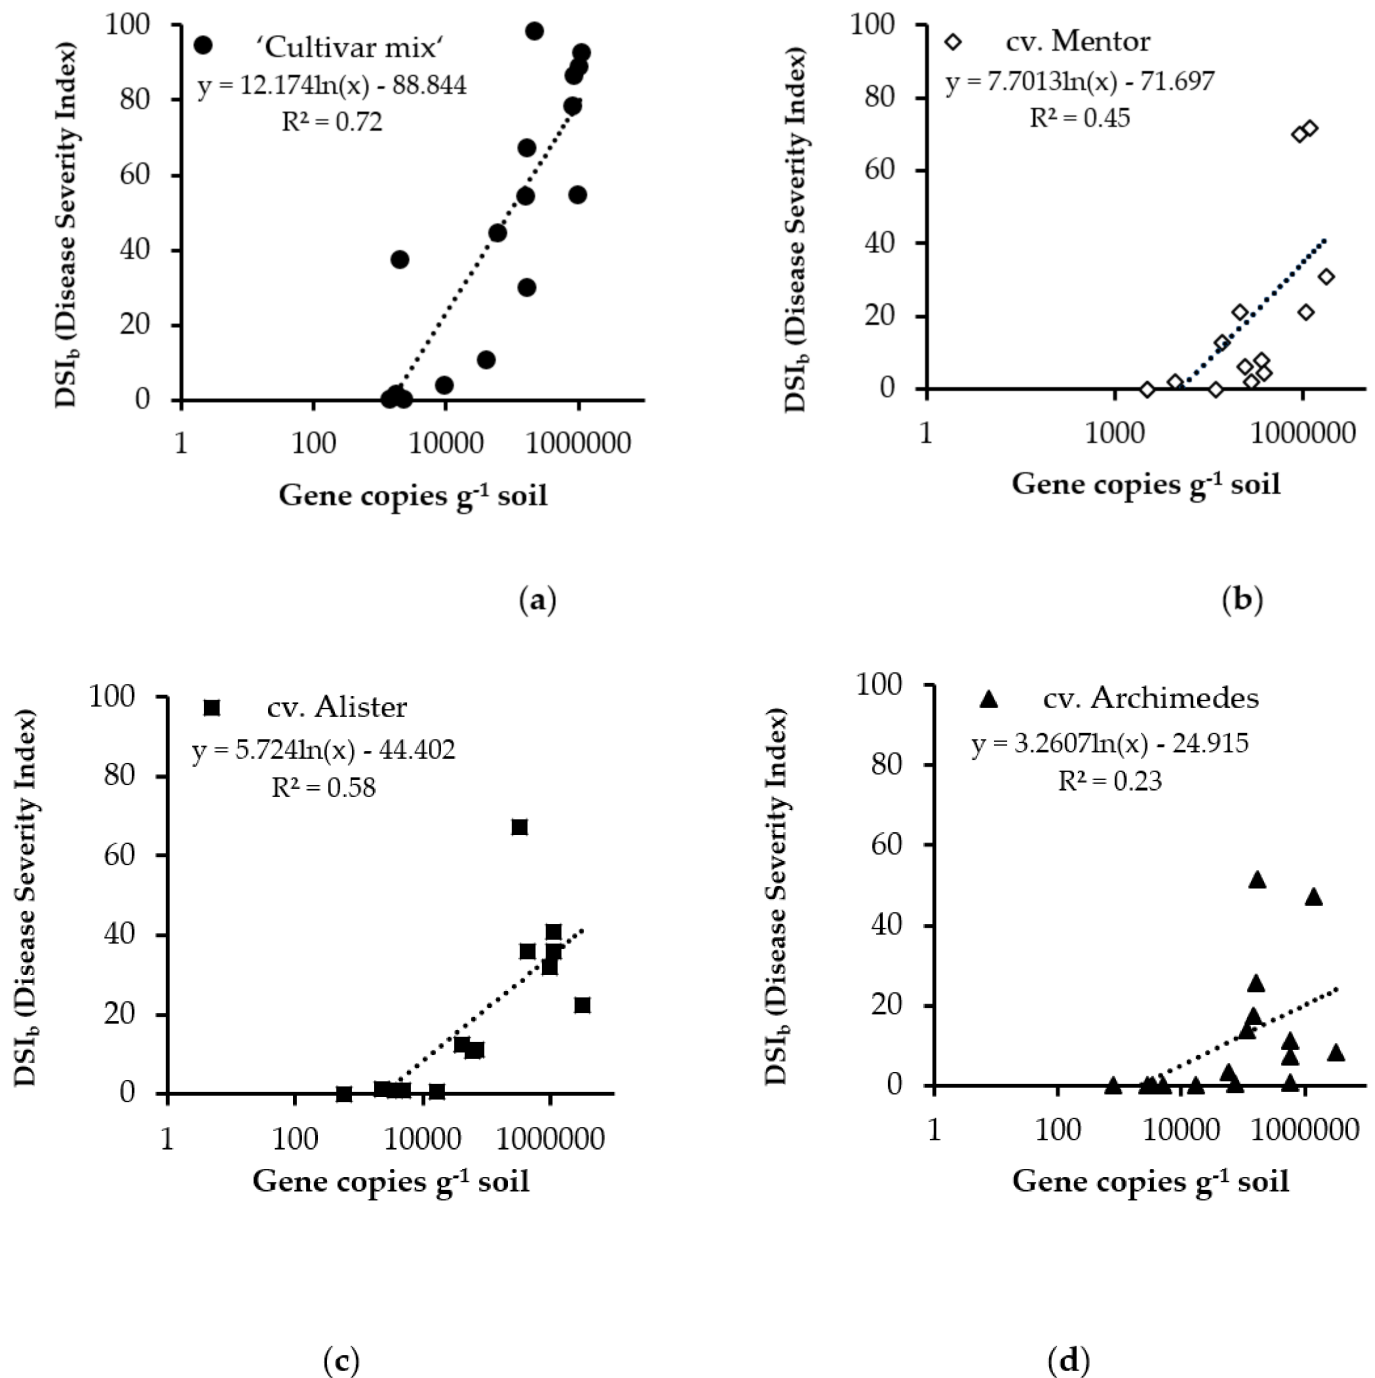 ‘Cultivar mix‘
y = 12.174ln(x) - 88.844
R² = 0.72
100
80
60
40
20
0
1 100 10000 1000000
DSIb (Disease Severity Index)
Gene copies g-1 soil
(a)
cv. Mentor
y = 7.7013ln(x) - 71.697
R² = 0.45
100
80
60
40
20
0
1 1000 1000000
DSIb (Disease Severity Index)
Gene copies g-1 soil
(b)
cv. Alister
y = 5.724ln(x) - 44.402
R² = 0.58
100
80
60
40
20
0
1 100 10000 1000000
DSIb (Disease Severity Index)
Gene copies g-1 soil
(c)
cv. Archimedes
y = 3.2607ln(x) - 24.915
R² = 0.23
100
80
60
40
20
0
1 100 10000 1000000
DSIb (Disease Severity Index)
Gene copies g-1 soil
(d)